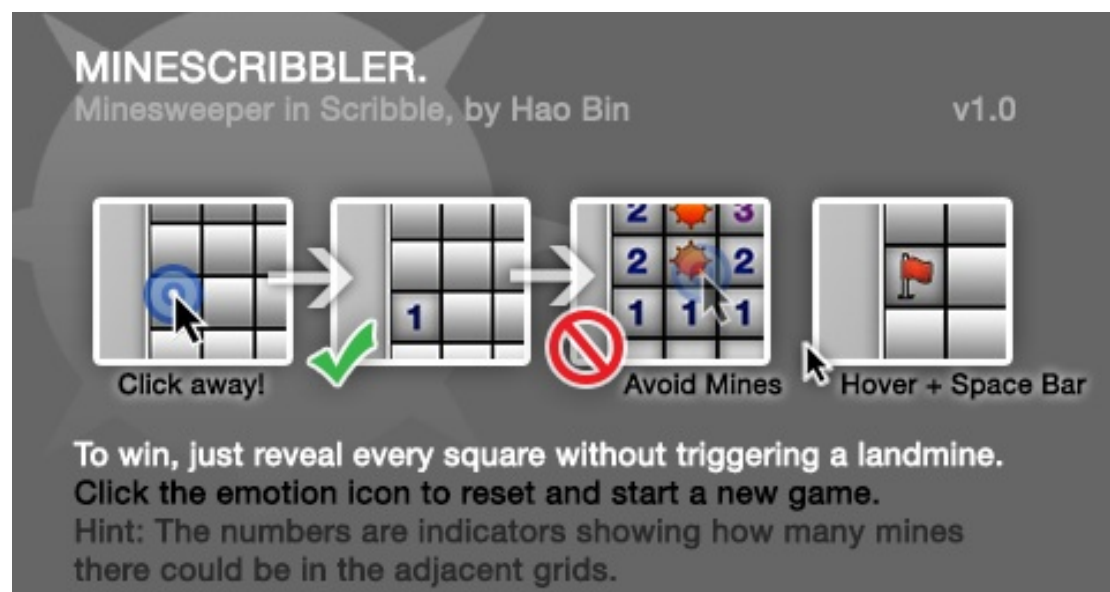 MINESCRIBBLER.
Minesweeper in Scribble, by Hao Bin
v1.0
1
2 3
2 2
1 1 1
Click away!
Avoid Mines
Hover + Space Bar
To win, just reveal every square without triggering a landmine.
Click the emotion icon to reset and start a new game.
Hint: The numbers are indicators showing how many mines
there could be in the adjacent grids.